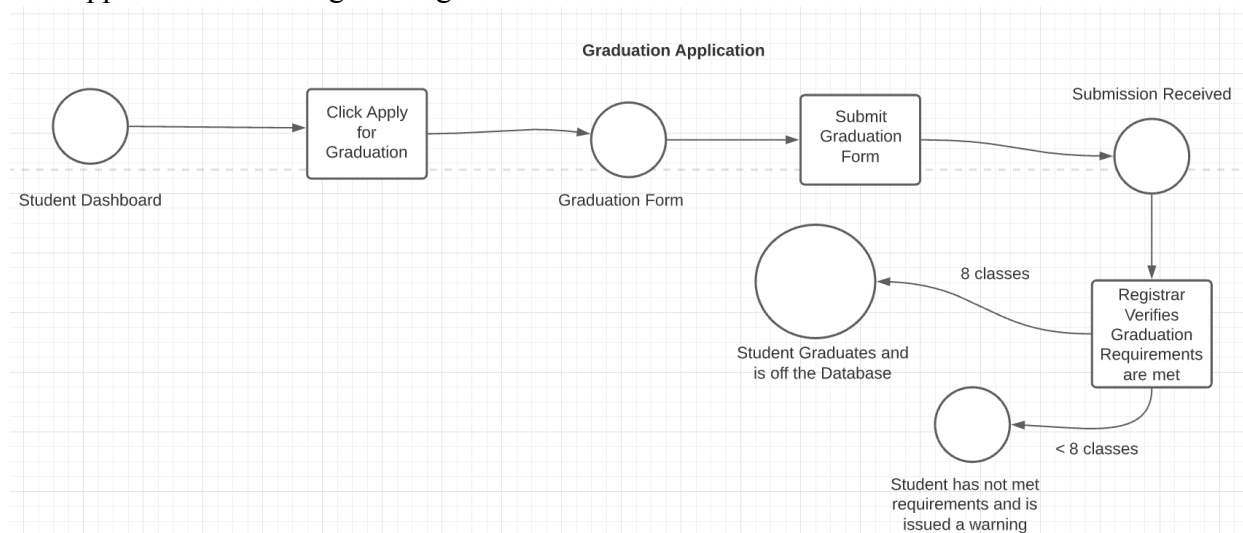 Graduation Application
Click Apply
for
Graduation
Submit
Graduation
Form
Submission Received
Student Dashboard
Graduation Form
8 classes
Registrar
Verifies
Graduation
Requirements
are met
Student Graduates and
is off the Database
< 8 classes
Student has not met
requirements and is
issued a warning